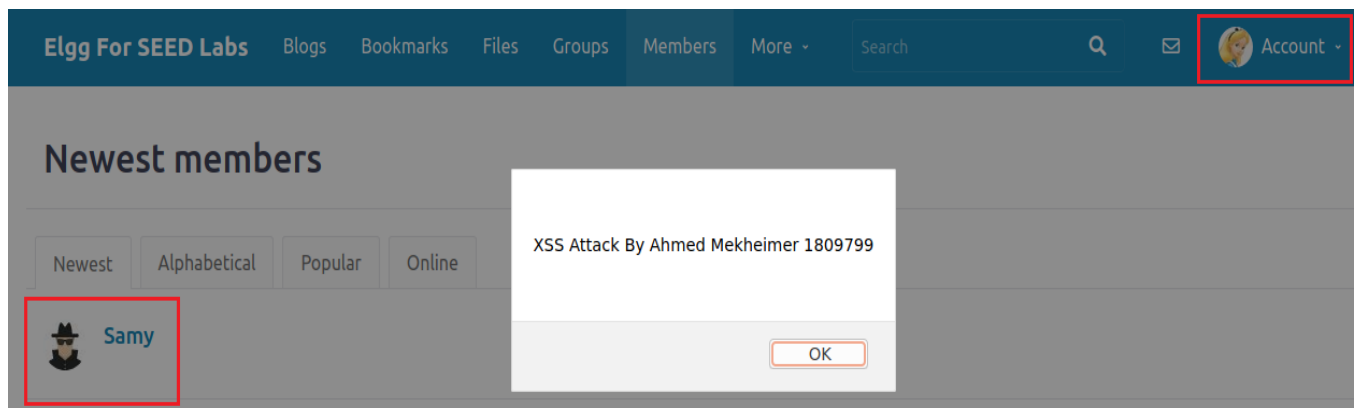 Elgg For SEED Labs Blogs Bookmarks Files Groups Members More Search Account
Newest members
XSS Attack By Ahmed Mekheimer 1809799
Newest Alphabetical Popular Online
Samy
OK